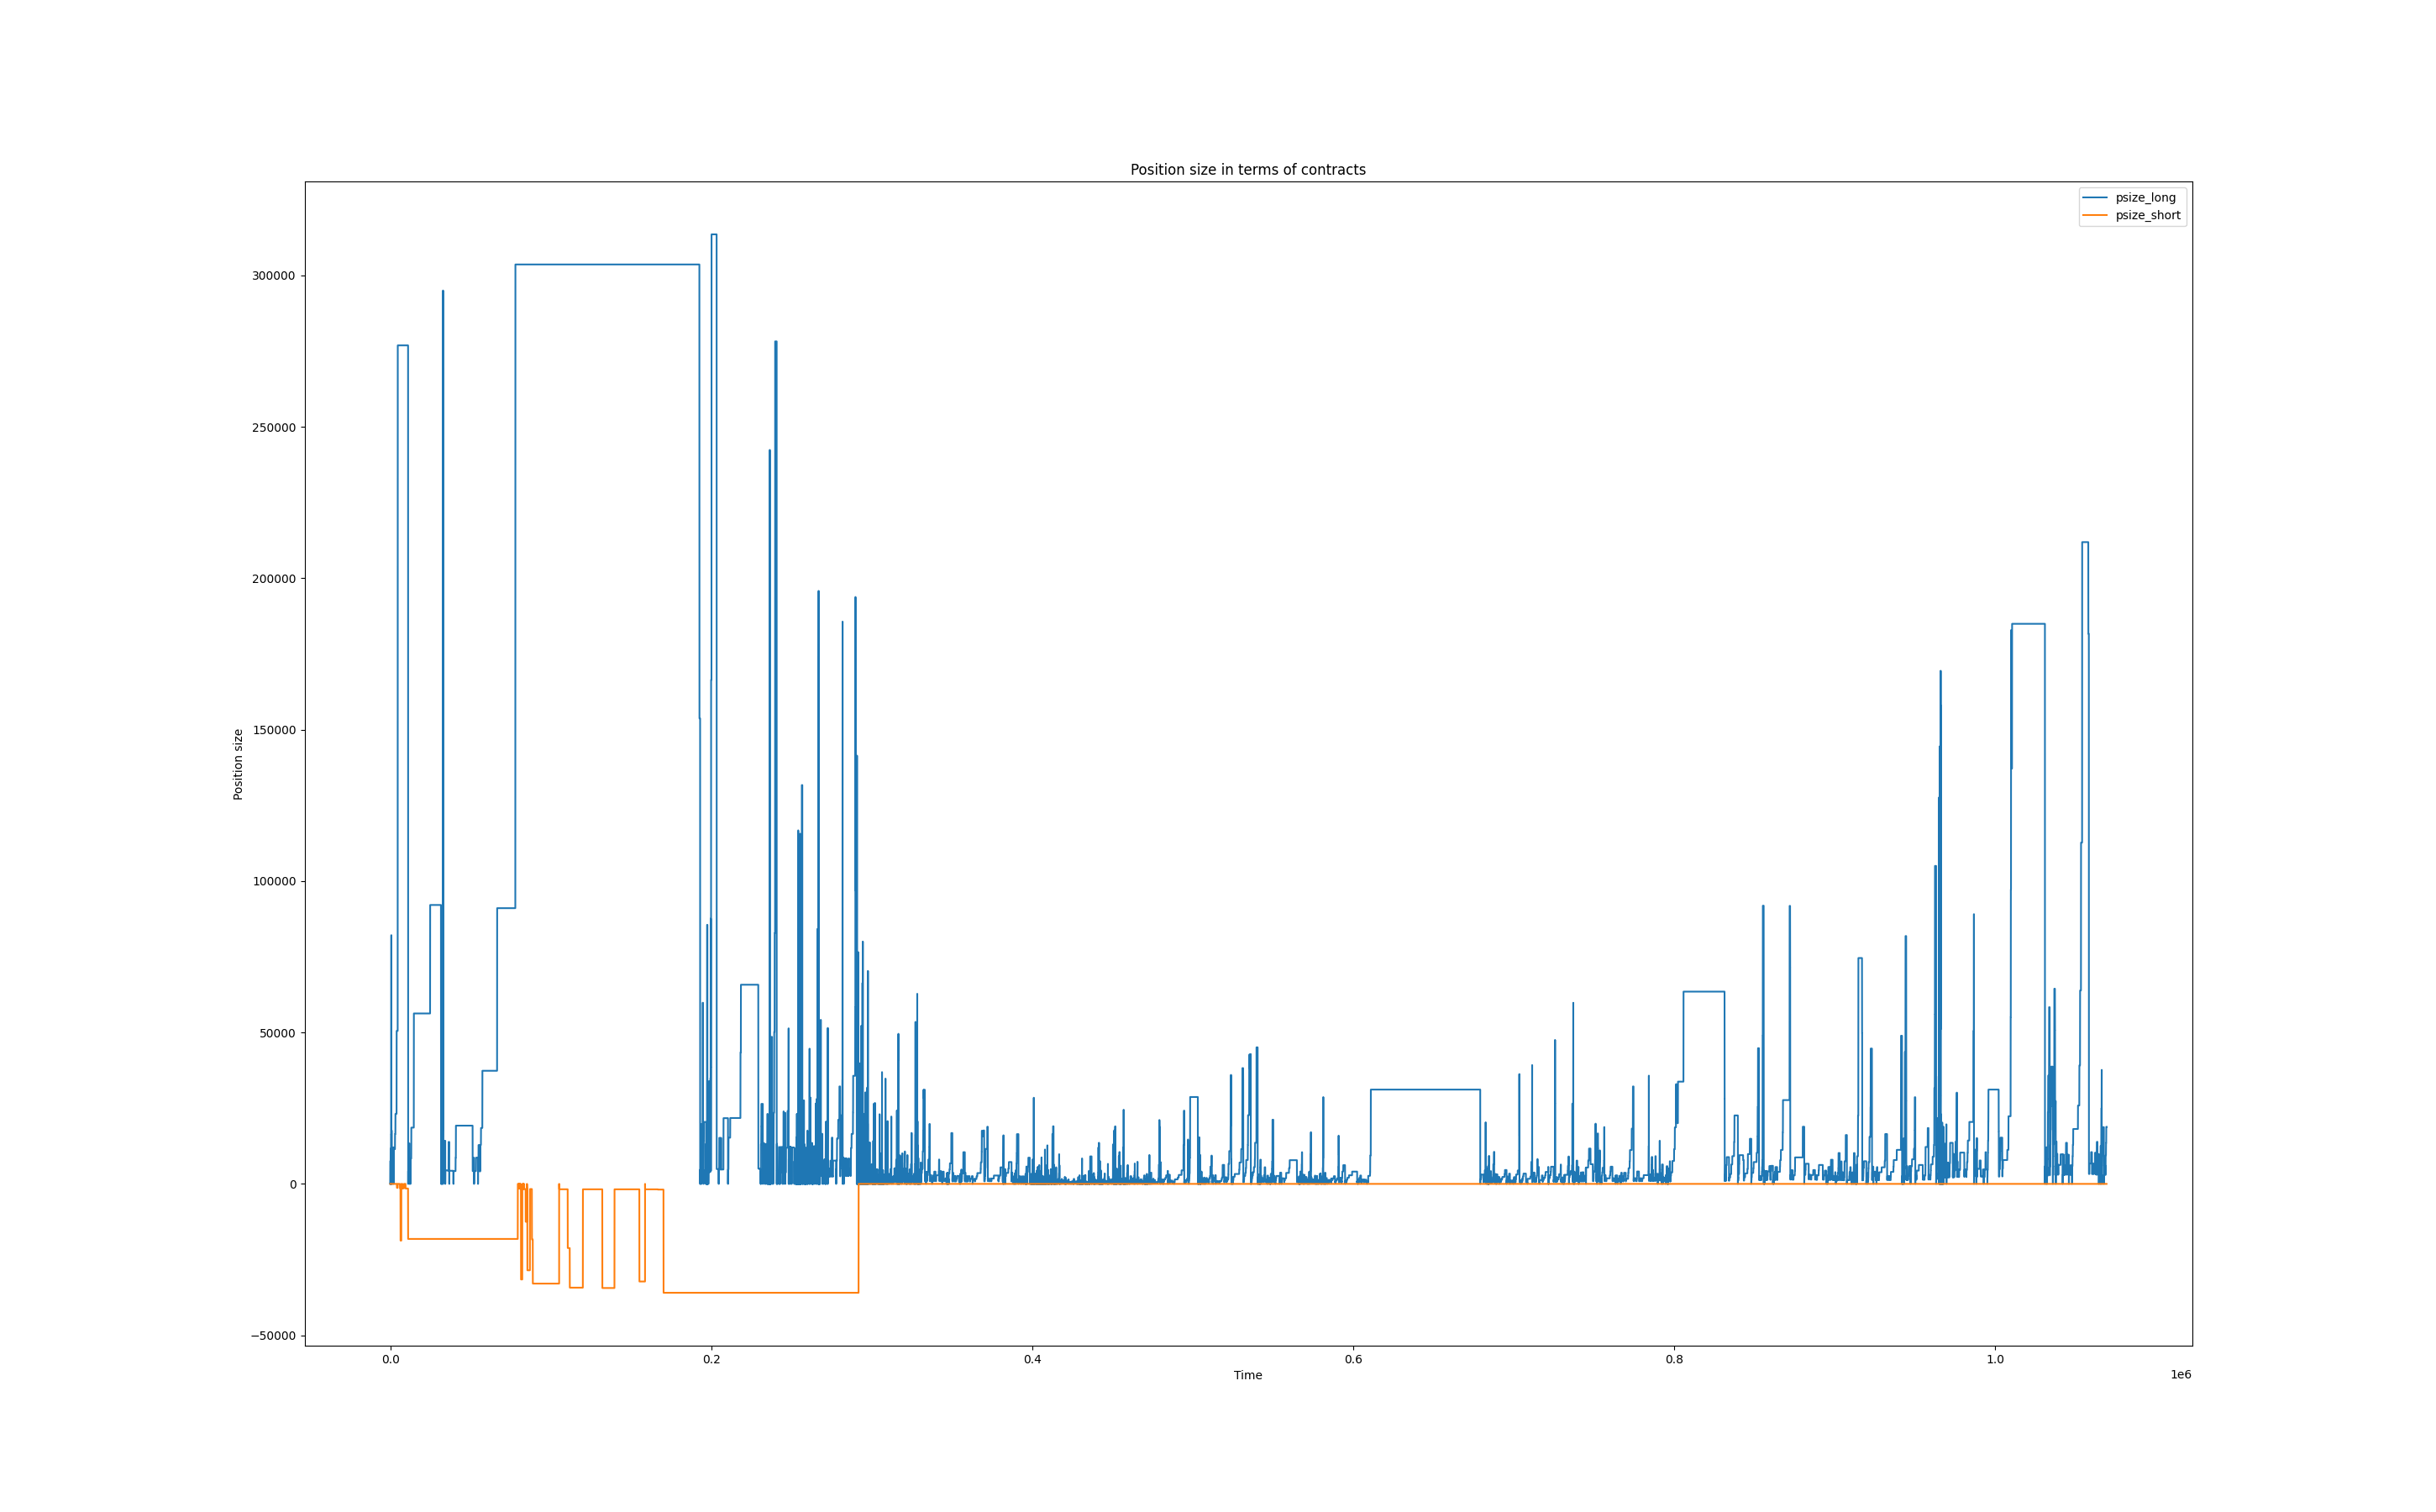 Position size in terms of contracts
psize_long
psize_short
300000
250000
200000
150000
100000
50000
0
−50000
Position size
0.0
0.2
0.4
0.6
0.8
1.0
Time
1e6